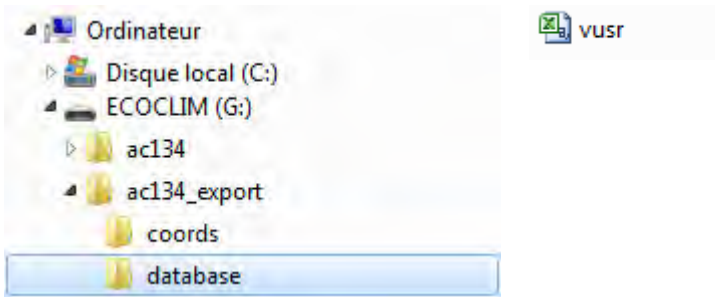 Ordinateur
Disque local (C:)
ECOCLIM (G:)
ac134
ac134_export
coords
database
vusr